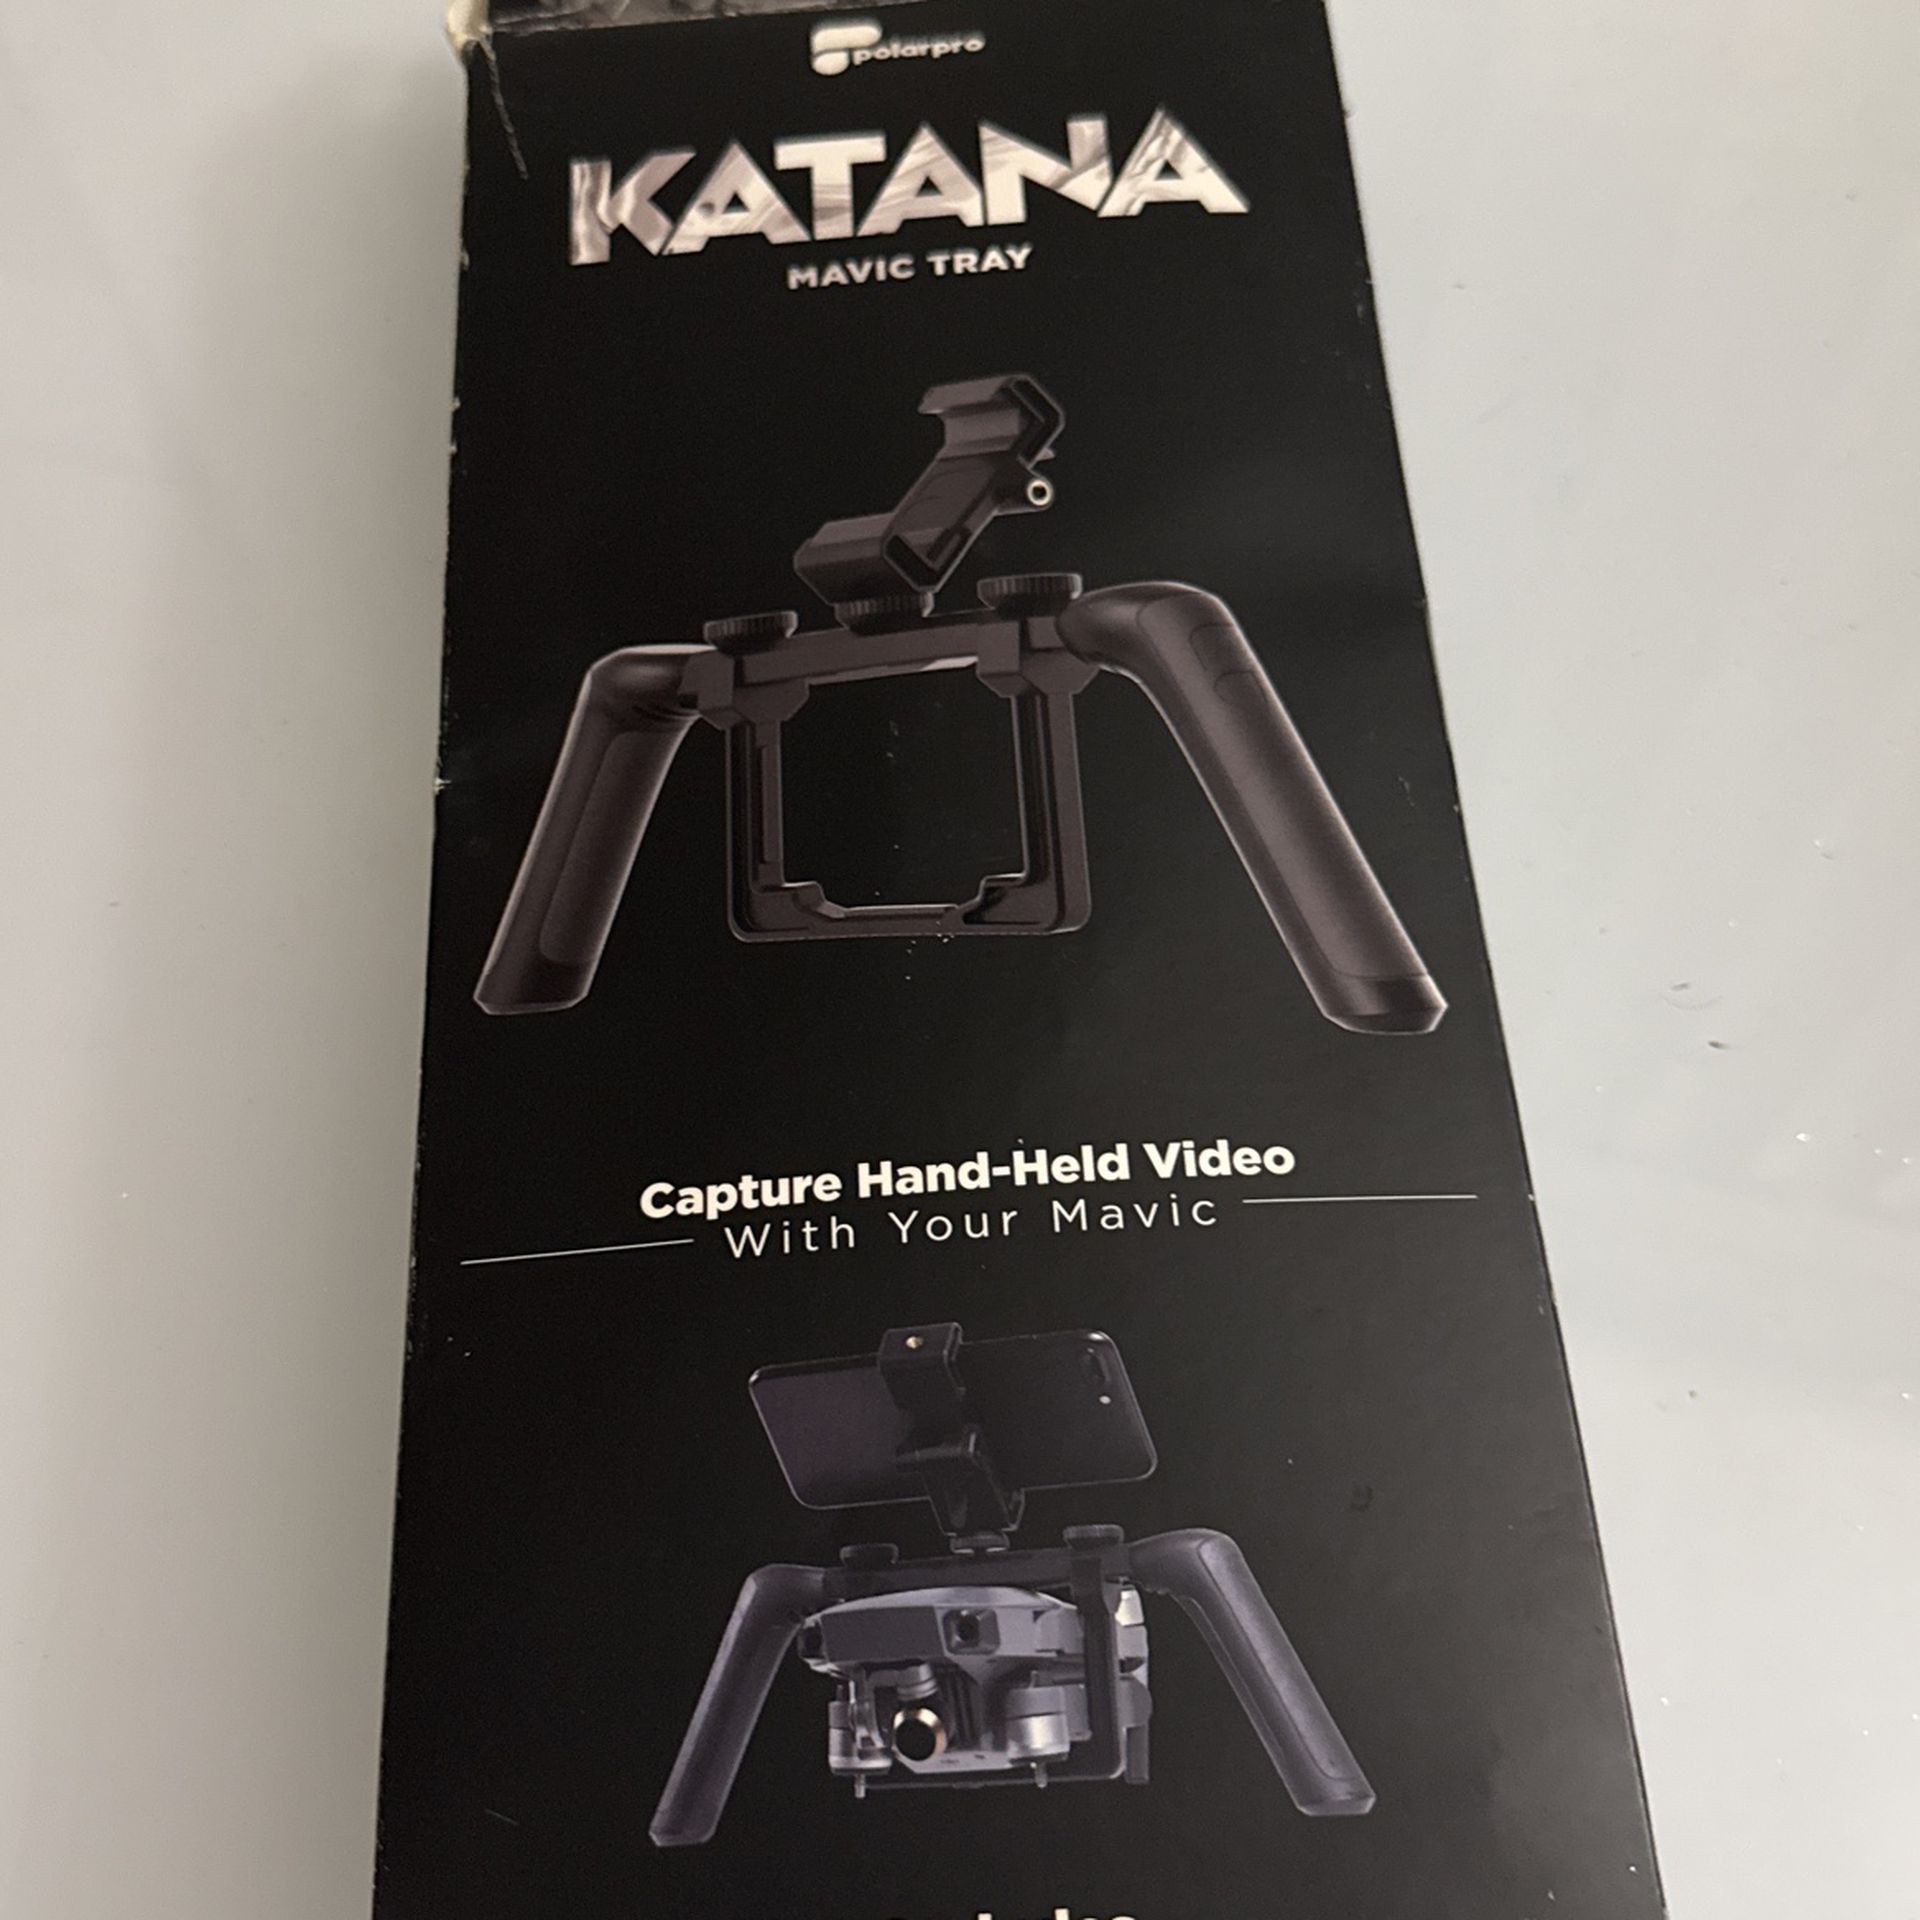 polarpro
KATANA
MAVIC TRAY
Capture Hand-Held Video
With Your Mavic